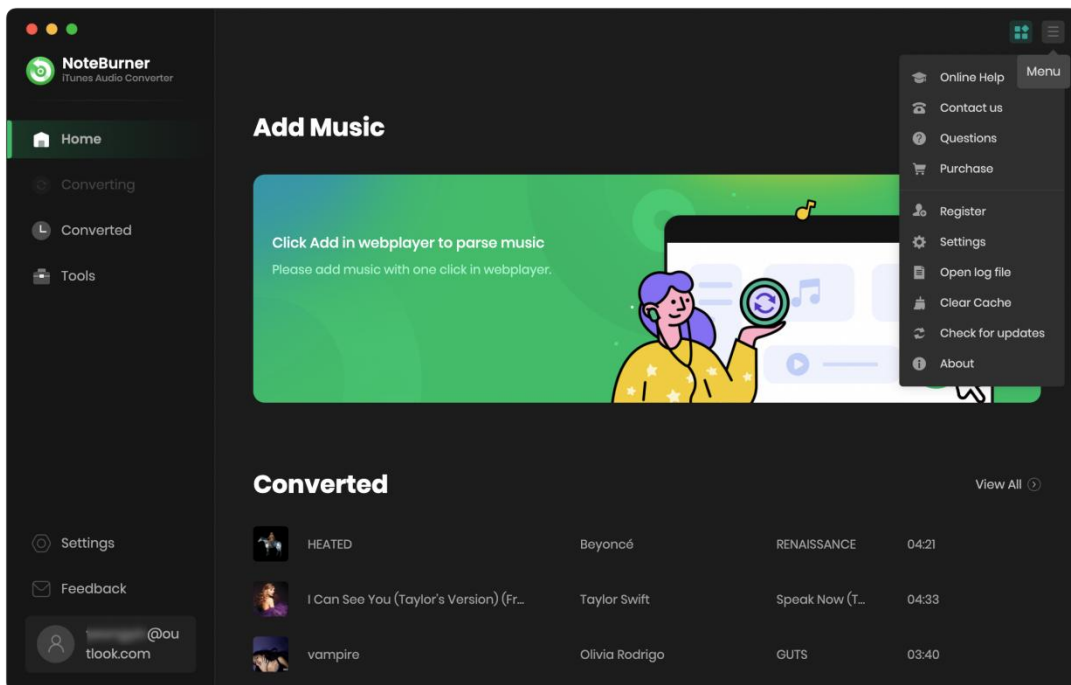 NoteBurner
iTunes Audio Converter
Home
Converting
Converted
Tools
Settings
Feedback
@ou
tlook.com
Menu
Online Help
Contact us
Questions
Purchase
Register
Settings
Open log file
Clear Cache
Check for updates
About
Add Music
Click Add in webplayer to parse music
Please add music with one click in webplayer.
Converted
View All
HEATED Beyoncé RENAISSANCE 04:21
I Can See You (Taylor's Version) (Fr... Taylor Swift Speak Now (T... 04:33
vampire Olivia Rodrigo GUTS 03:40